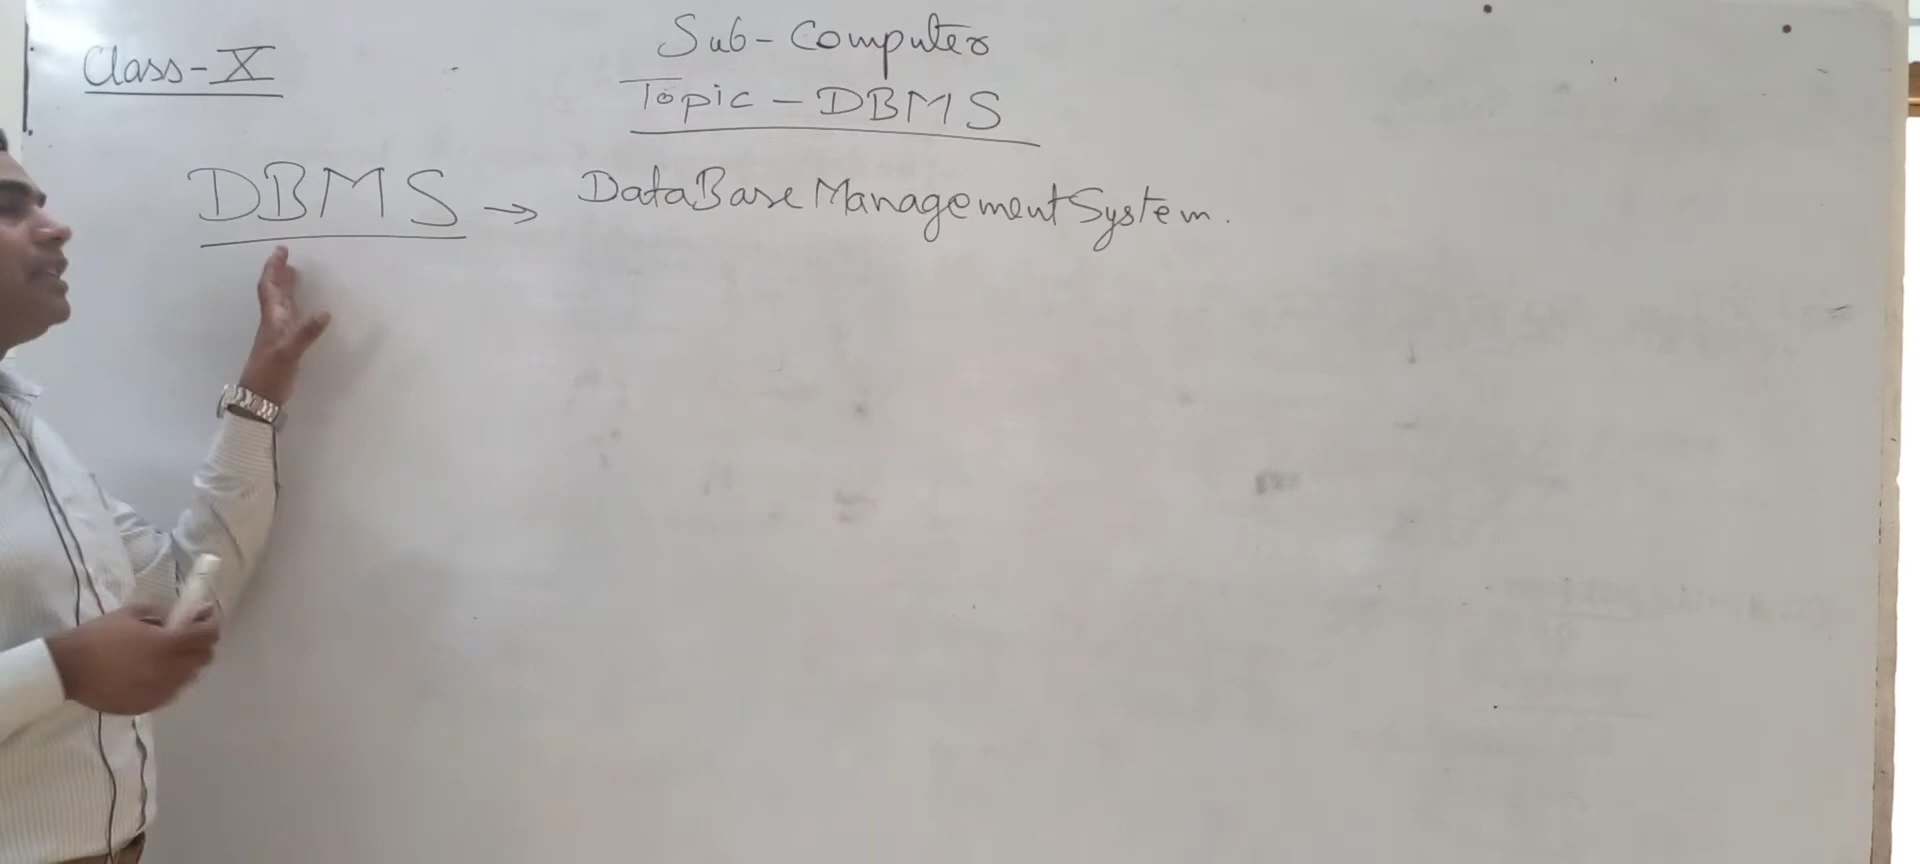 Class-X
Sub-Computer
Topic-DBMS
DBMS → DataBase Management System.